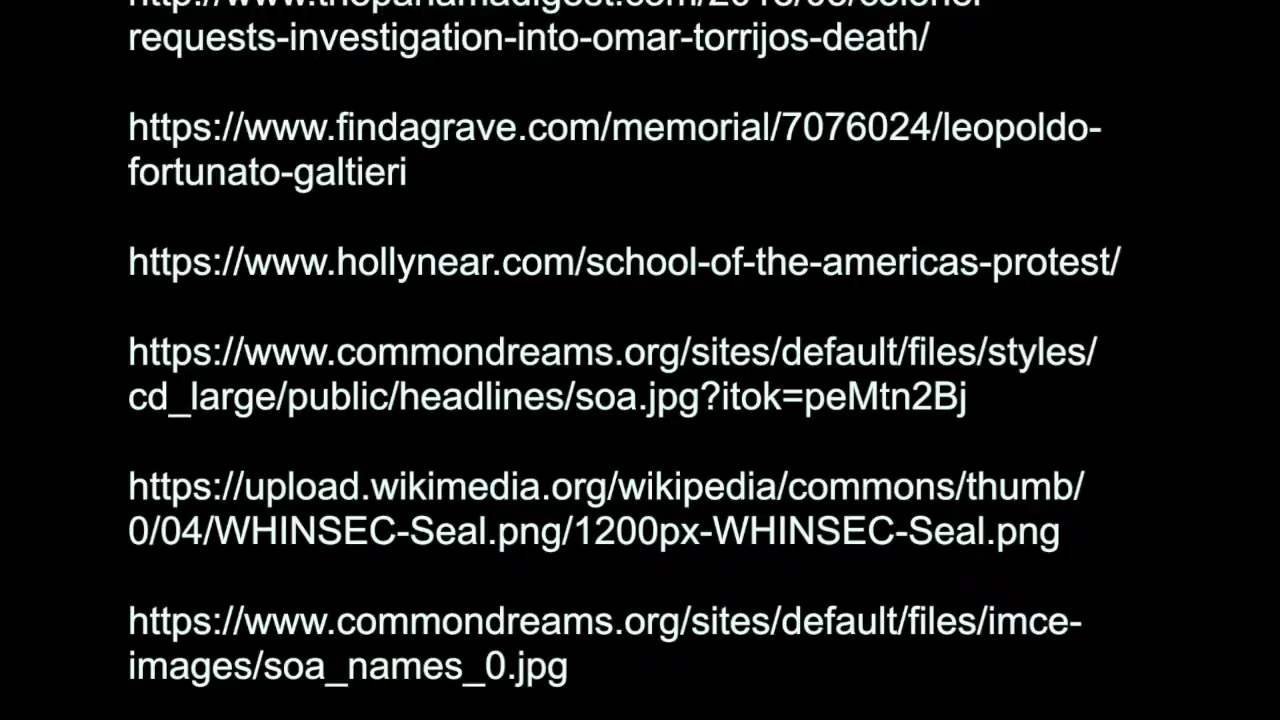 requests-investigation-into-omar-torrijos-death/
https://www.findagrave.com/memorial/7076024/leopoldo-
fortunato-galtieri
https://www.hollynear.com/school-of-the-americas-protest/
https://www.commondreams.org/sites/default/files/styles/
cd_large/public/headlines/soa.jpg?itok=peMtn2Bj
https://upload.wikimedia.org/wikipedia/commons/thumb/
0/04/WHINSEC-Seal.png/1200px-WHINSEC-Seal.png
https://www.commondreams.org/sites/default/files/imce-
images/soa_names_0.jpg